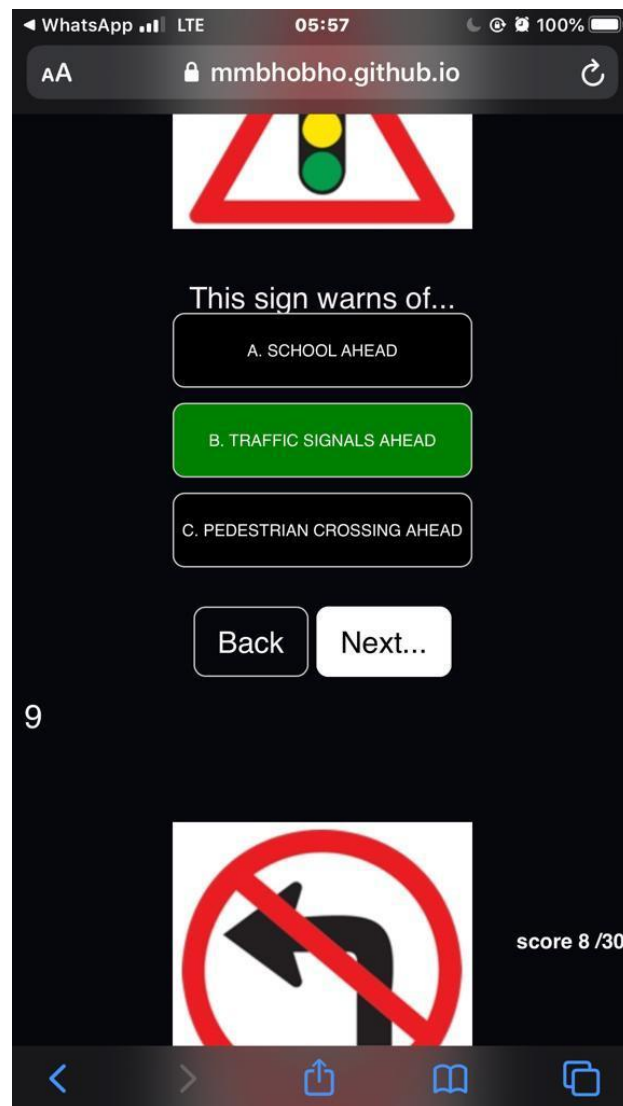 WhatsApp LTE 05:57 100%
AA mmbhobho.github.io
This sign warns of...
A. SCHOOL AHEAD
B. TRAFFIC SIGNALS AHEAD
C. PEDESTRIAN CROSSING AHEAD
Back Next...
9
score 8 /30